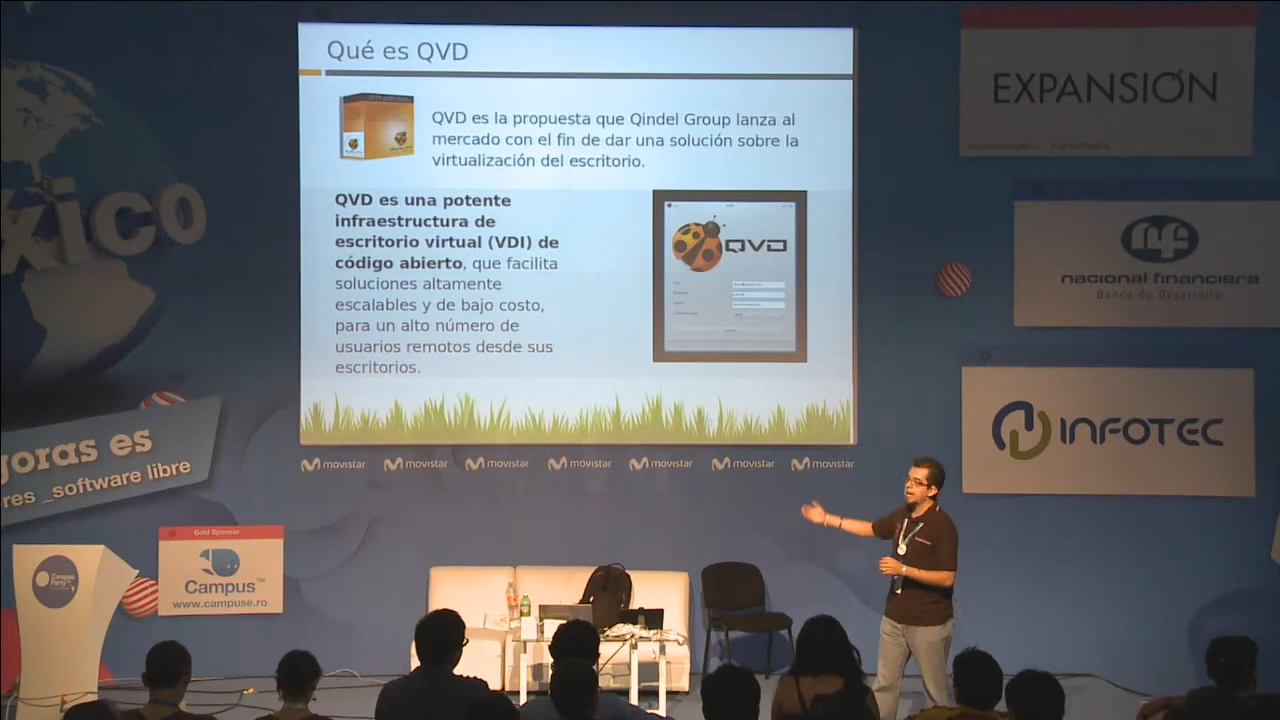 Qué es QVD
QVD es la propuesta que Qindel Group lanza al
mercado con el fin de dar una solución sobre la
virtualización del escritorio.
QVD es una potente
infraestructura de
escritorio virtual (VDI) de
código abierto, que facilita
soluciones altamente
escalables y de bajo costo,
para un alto número de
usuarios remotos desde sus
escritorios.
QVD
movistar movistar movistar movistar movistar movistar movistar
EXPANSIÓN
nf
nacional financiera
Banca de Desarrollo
INFOTEC
xico
goras es
res _software libre
Gold Sponsor
Campus™
www.campuse.ro
Campus
Party